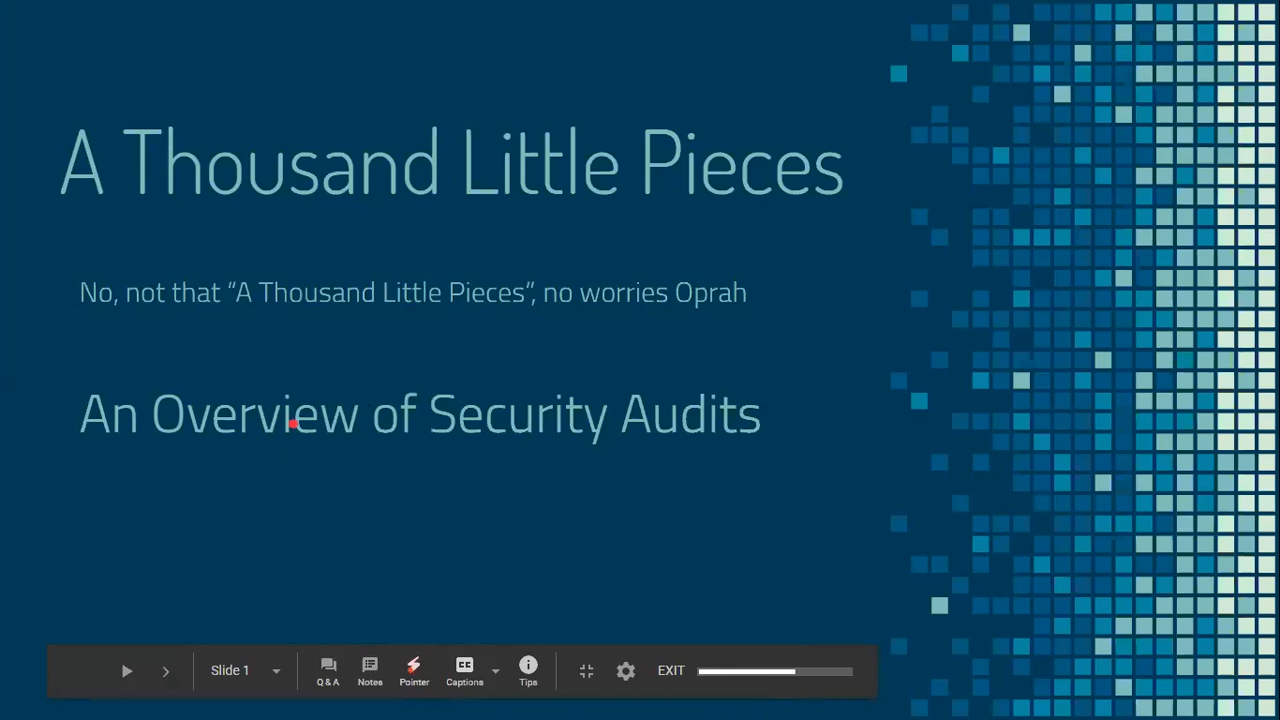 A Thousand Little Pieces
No, not that “A Thousand Little Pieces”, no worries Oprah
An Overview of Security Audits
Slide 1
Q & A
Notes
Pointer
CC
Captions
Tips
EXIT